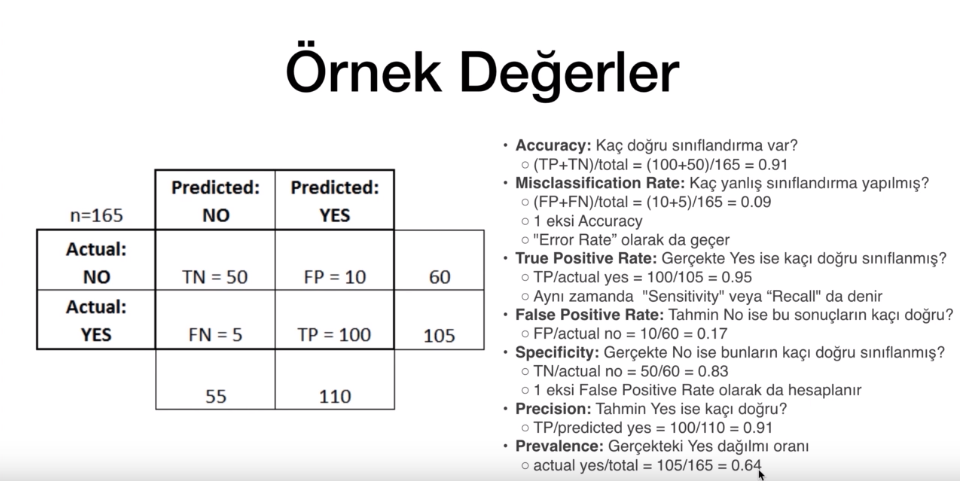 Örnek Değerler
Predicted: Predicted:
n=165 NO YES
Actual:
NO TN = 50 FP = 10 60
Actual:
YES FN = 5 TP = 100 105
55 110
• Accuracy: Kaç doğru sınıflandırma var?
○ (TP+TN)/total = (100+50)/165 = 0.91
• Misclassification Rate: Kaç yanlış sınıflandırma yapılmış?
○ (FP+FN)/total = (10+5)/165 = 0.09
○ 1 eksi Accuracy
○ "Error Rate” olarak da geçer
• True Positive Rate: Gerçekte Yes ise kaçı doğru sınıflanmış?
○ TP/actual yes = 100/105 = 0.95
○ Aynı zamanda "Sensitivity" veya “Recall" da denir
• False Positive Rate: Tahmin No ise bu sonuçların kaçı doğru?
○ FP/actual no = 10/60 = 0.17
• Specificity: Gerçekte No ise bunların kaçı doğru sınıflanmış?
○ TN/actual no = 50/60 = 0.83
○ 1 eksi False Positive Rate olarak da hesaplanır
• Precision: Tahmin Yes ise kaçı doğru?
○ TP/predicted yes = 100/110 = 0.91
• Prevalence: Gerçekteki Yes dağılmı oranı
○ actual yes/total = 105/165 = 0.64